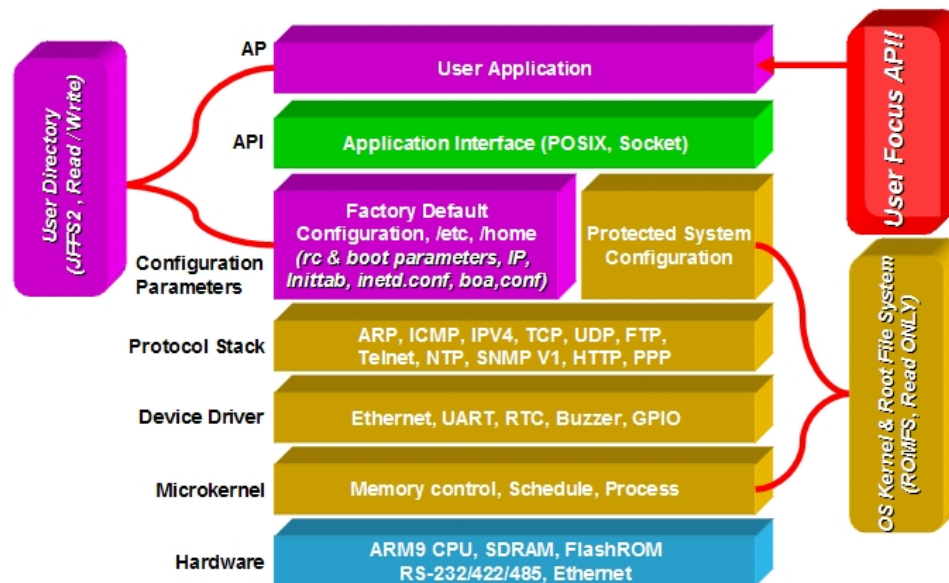 User Directory
(JFFS2 , Read /Write)
AP
User Application
User Focus AP!!
API
Application Interface (POSIX, Socket)
Configuration
Parameters
Factory Default
Configuration, /etc, /home
(rc & boot parameters, IP,
Inittab, inetd.conf, boa,conf)
Protected System
Configuration
OS Kernel & Root File System
(ROMFS, Read ONLY)
Protocol Stack
ARP, ICMP, IPV4, TCP, UDP, FTP,
Telnet, NTP, SNMP V1, HTTP, PPP
Device Driver
Ethernet, UART, RTC, Buzzer, GPIO
Microkernel
Memory control, Schedule, Process
Hardware
ARM9 CPU, SDRAM, FlashROM
RS-232/422/485, Ethernet